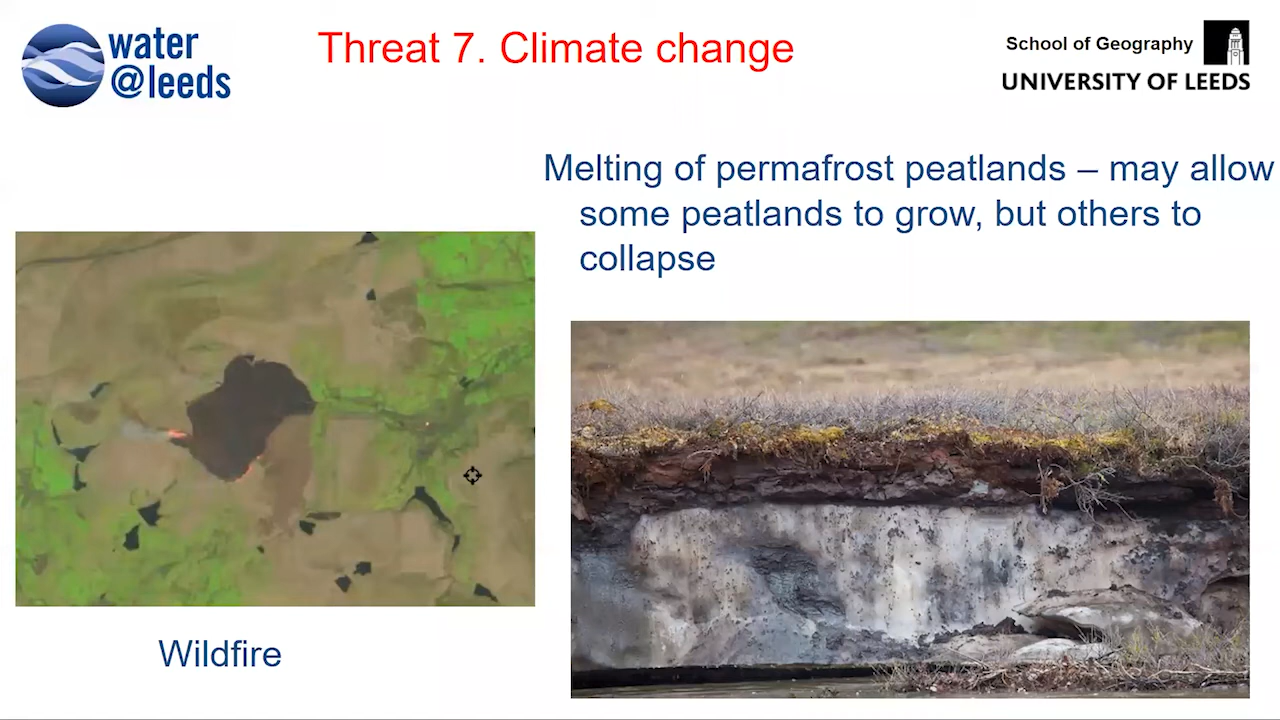 water
@leeds
Threat 7. Climate change
School of Geography
UNIVERSITY OF LEEDS
Melting of permafrost peatlands – may allow
some peatlands to grow, but others to
collapse
Wildfire